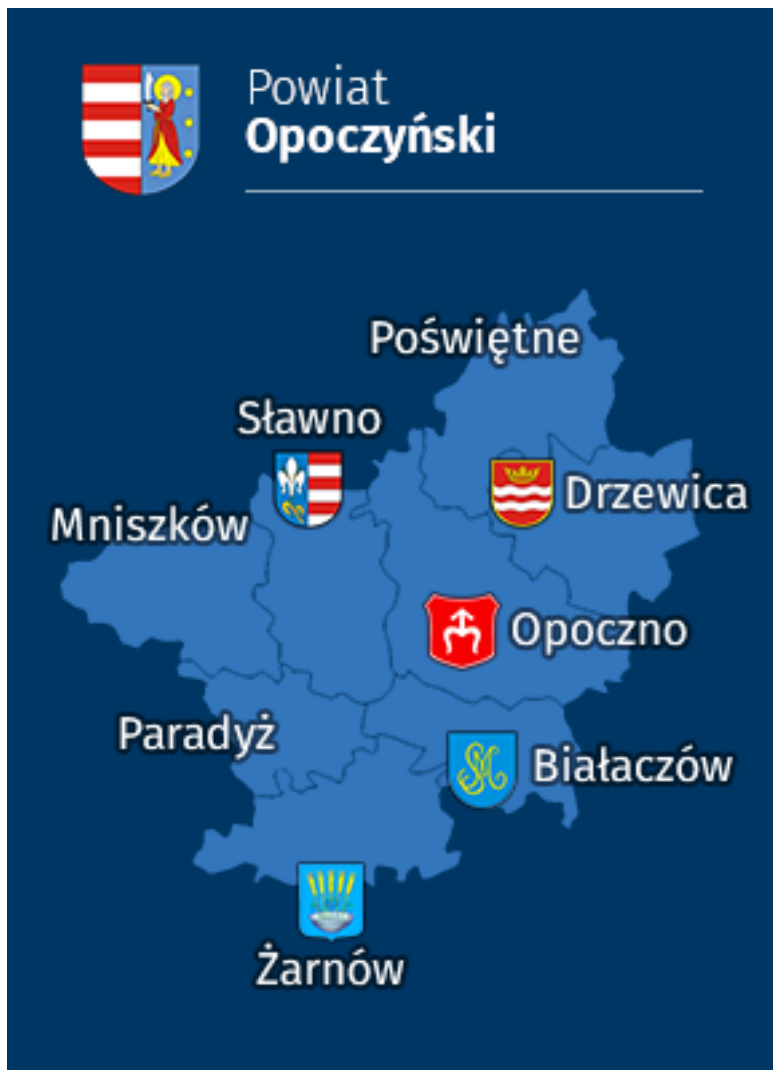 Powiat
Opoczyński
Poświętne
Sławno
Drzewica
Mniszków
Opoczno
Paradyż
Białaczów
Żarnów